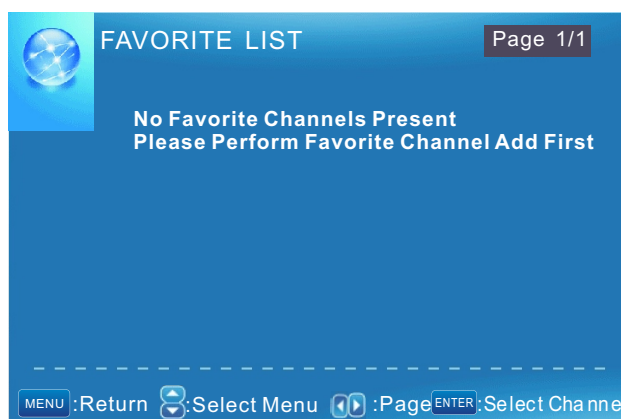 FAVORITE LIST
Page 1/1
No Favorite Channels Present
Please Perform Favorite Channel Add First
MENU :Return :Select Menu :Page ENTER :Select Channe